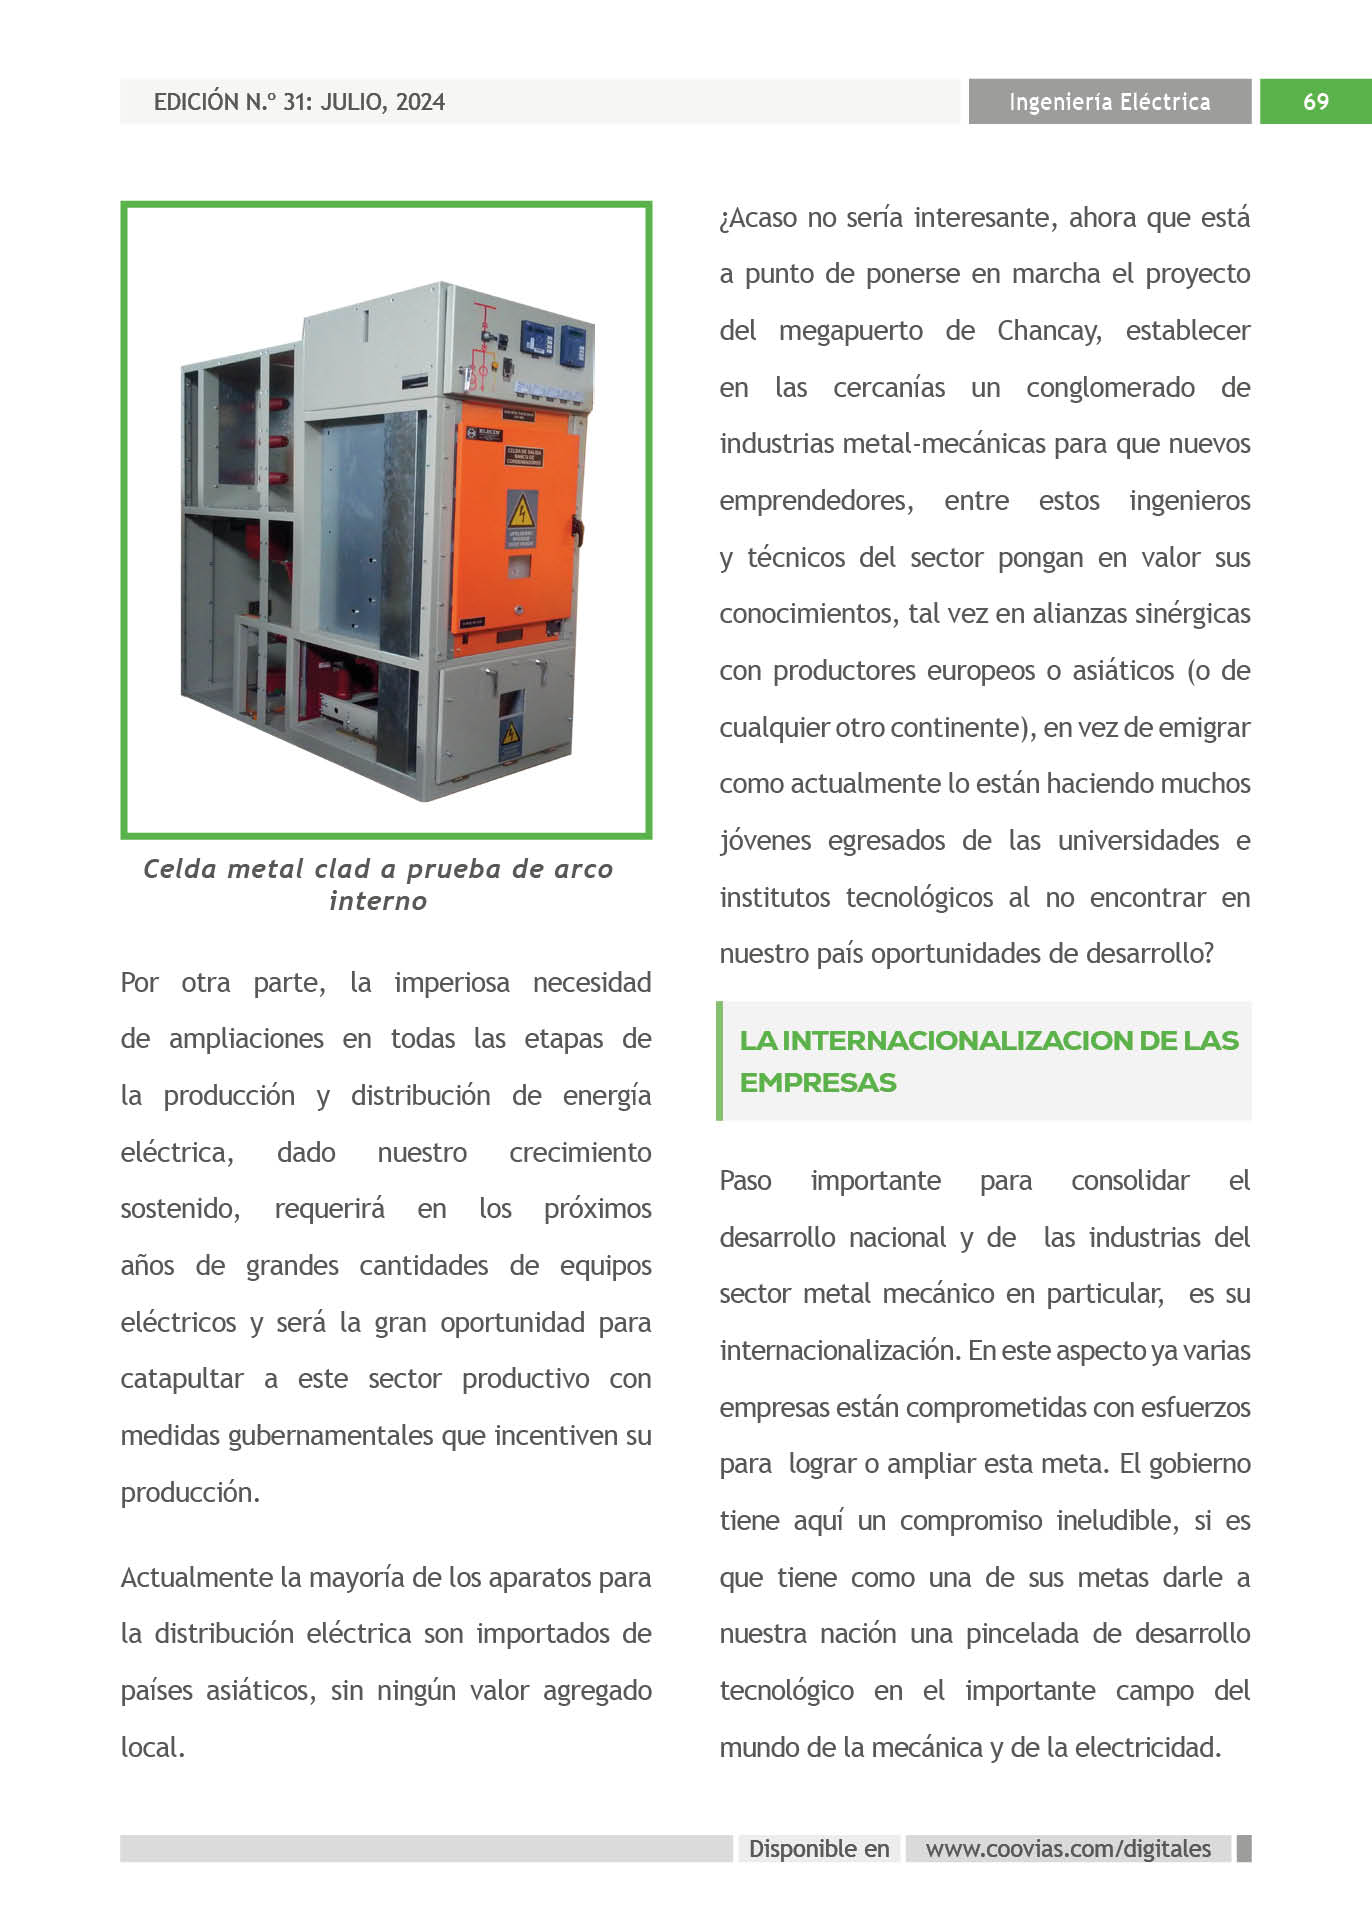 EDICIÓN N.º 31: JULIO, 2024
Ingeniería Eléctrica
69
ELECIN
CELDA DE SALIDA
BANCO DE
CONDENSADORES
Celda metal clad a prueba de arco
interno
Por otra parte, la imperiosa necesidad
de ampliaciones en todas las etapas de
la producción y distribución de energía
eléctrica, dado nuestro crecimiento
sostenido, requerirá en los próximos
años de grandes cantidades de equipos
eléctricos y será la gran oportunidad para
catapultar a este sector productivo con
medidas gubernamentales que incentiven su
producción.
Actualmente la mayoría de los aparatos para
la distribución eléctrica son importados de
países asiáticos, sin ningún valor agregado
local.
¿Acaso no sería interesante, ahora que está
a punto de ponerse en marcha el proyecto
del megapuerto de Chancay, establecer
en las cercanías un conglomerado de
industrias metal-mecánicas para que nuevos
emprendedores, entre estos ingenieros
y técnicos del sector pongan en valor sus
conocimientos, tal vez en alianzas sinérgicas
con productores europeos o asiáticos (o de
cualquier otro continente), en vez de emigrar
como actualmente lo están haciendo muchos
jóvenes egresados de las universidades e
institutos tecnológicos al no encontrar en
nuestro país oportunidades de desarrollo?
LA INTERNACIONALIZACION DE LAS
EMPRESAS
Paso importante para consolidar el
desarrollo nacional y de las industrias del
sector metal mecánico en particular, es su
internacionalización. En este aspecto ya varias
empresas están comprometidas con esfuerzos
para lograr o ampliar esta meta. El gobierno
tiene aquí un compromiso ineludible, si es
que tiene como una de sus metas darle a
nuestra nación una pincelada de desarrollo
tecnológico en el importante campo del
mundo de la mecánica y de la electricidad.
Disponible en
www.coovias.com/digitales